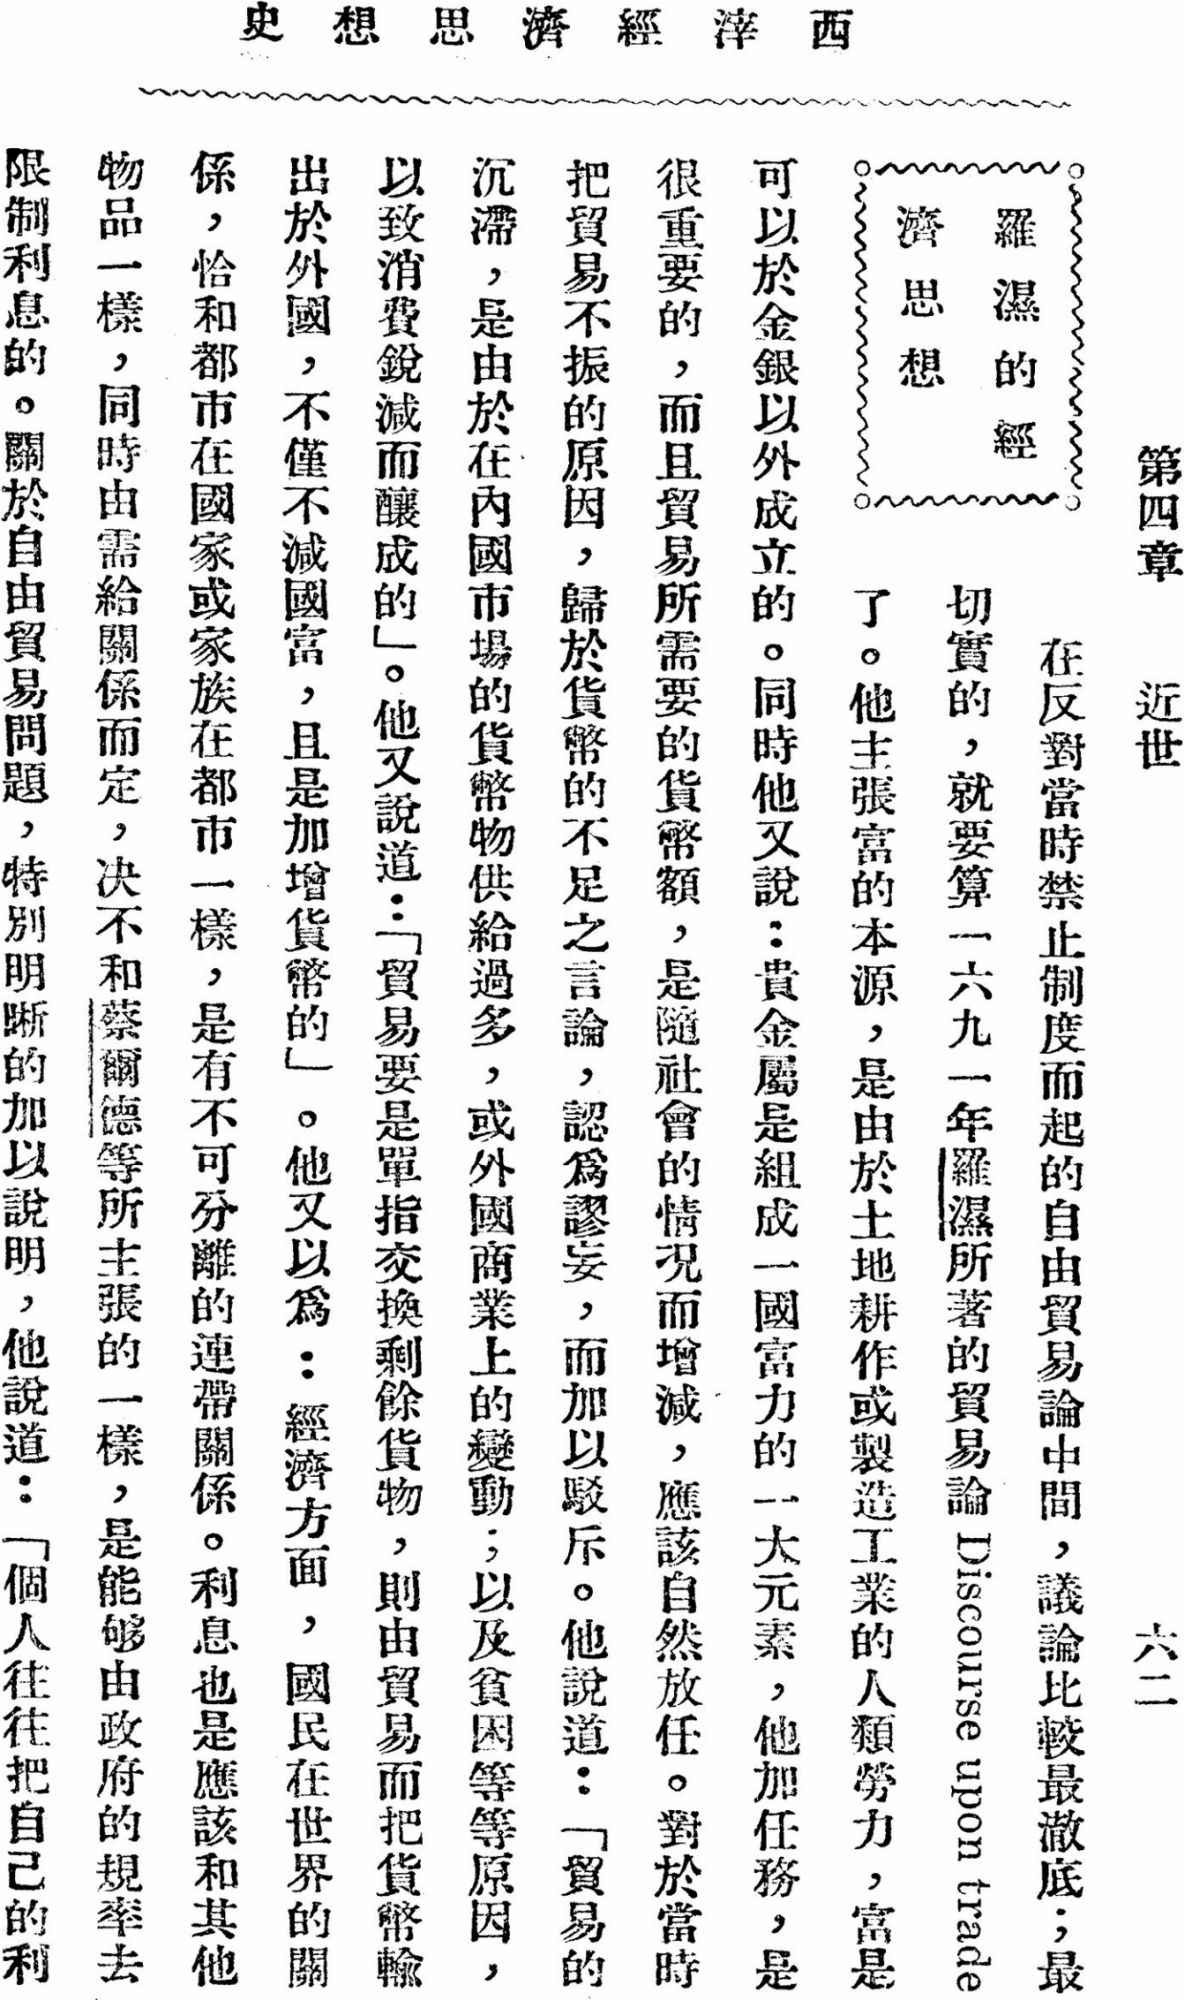 西洋經濟思想史
第四章　近世　六二
羅濕的經
濟思想
在反對當時禁止制度而起的自由貿易論中間，議論比較最澈底；最
切實的，就要算一六九一年羅濕所著的貿易論 Discourse upon trade
了。他主張富的本源，是由於土地耕作或製造工業的人類勞力，富是
可以於金銀以外成立的。同時他又說：貴金屬是組成一國富力的一大元素，他加任務，是
很重要的，而且貿易所需要的貨幣額，是隨社會的情况而增減，應該自然放任。對於當時
把貿易不振的原因，歸於貨幣的不足之言論，認爲謬妄，而加以駁斥。他說道：「貿易的
沉滯，是由於在內國市場的貨幣物供給過多，或外國商業上的變動；以及貧困等等原因，
以致消費銳減而釀成的」。他又說道：「貿易要是單指交換剩餘貨物，則由貿易而把貨幣輸
出於外國，不僅不減國富，且是加增貨幣的」。他又以爲：經濟方面，國民在世界的關
係，恰和都市在國家或家族在都市一樣，是有不可分離的連帶關係。利息也是應該和其他
物品一樣，同時由需給關係而定，决不和蔡爾德等所主張的一樣，是能够由政府的規率去
限制利息的。關於自由貿易問題，特別明晰的加以說明，他說道：「個人往往把自己的利